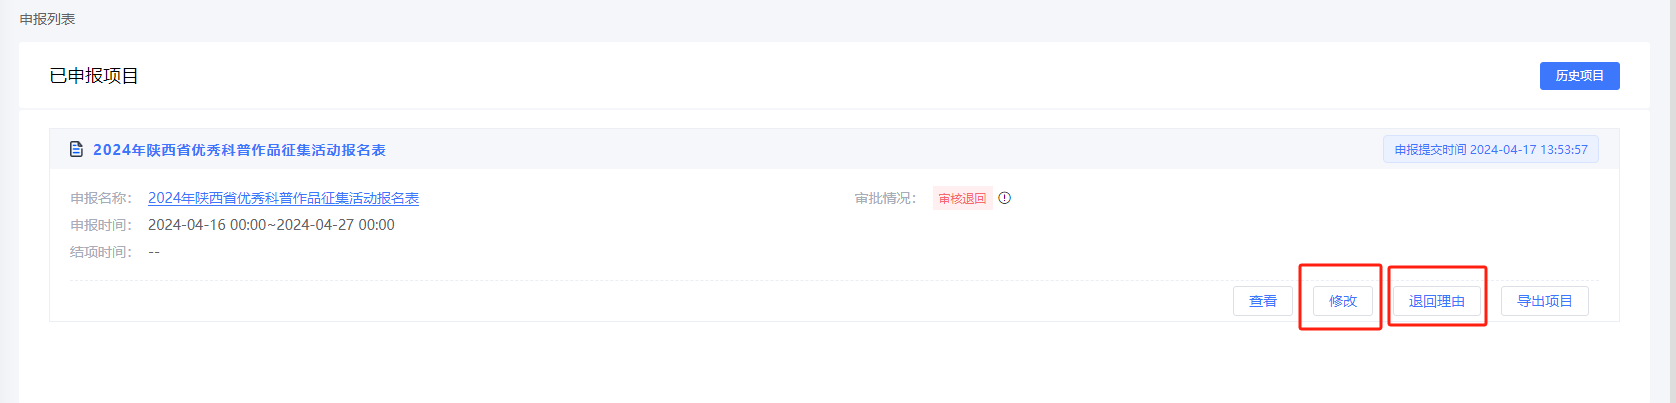 申报列表
已申报项目
历史项目
2024年陕西省优秀科普作品征集活动报名表
申报提交时间 2024-04-17 13:53:57
申报名称： 2024年陕西省优秀科普作品征集活动报名表
审批情况： 审核退回
申报时间： 2024-04-16 00:00~2024-04-27 00:00
结项时间： --
查看 修改 退回理由 导出项目